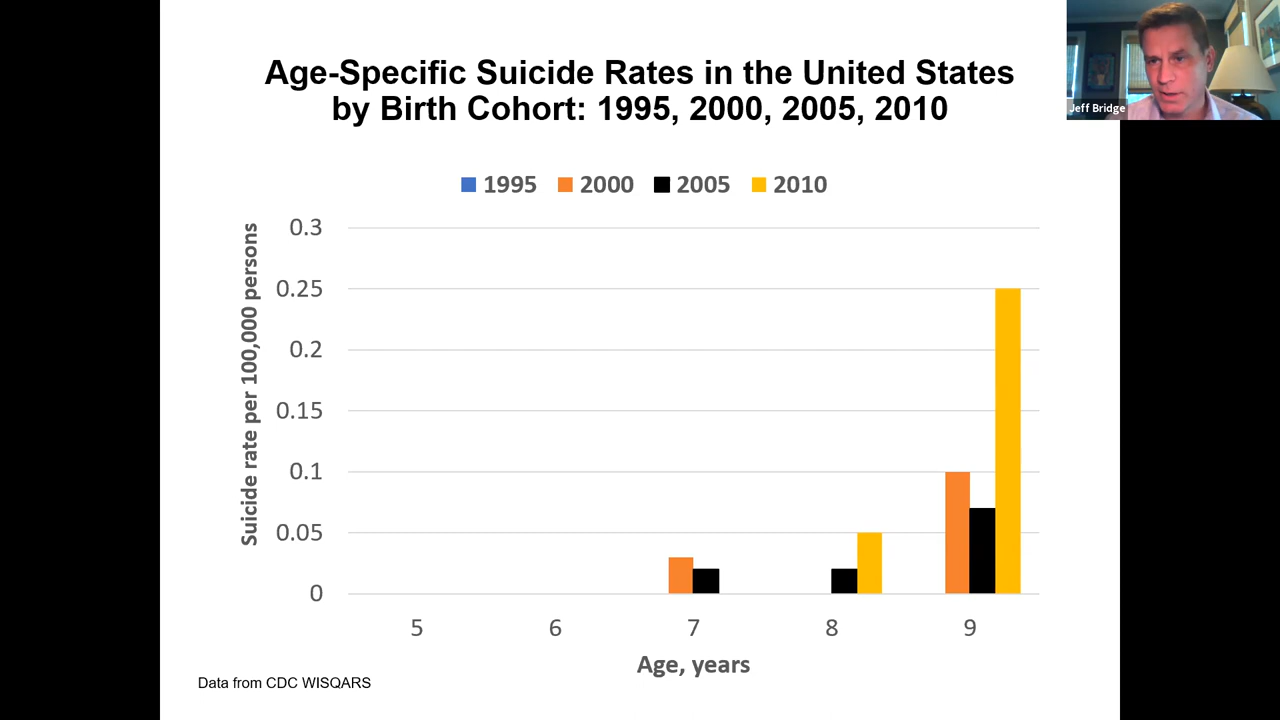 Age-Specific Suicide Rates in the United States
by Birth Cohort: 1995, 2000, 2005, 2010
Jeff Bridge
1995 2000 2005 2010
Suicide rate per 100,000 persons
0.3
0.25
0.2
0.15
0.1
0.05
0
5 6 7 8 9
Age, years
Data from CDC WISQARS